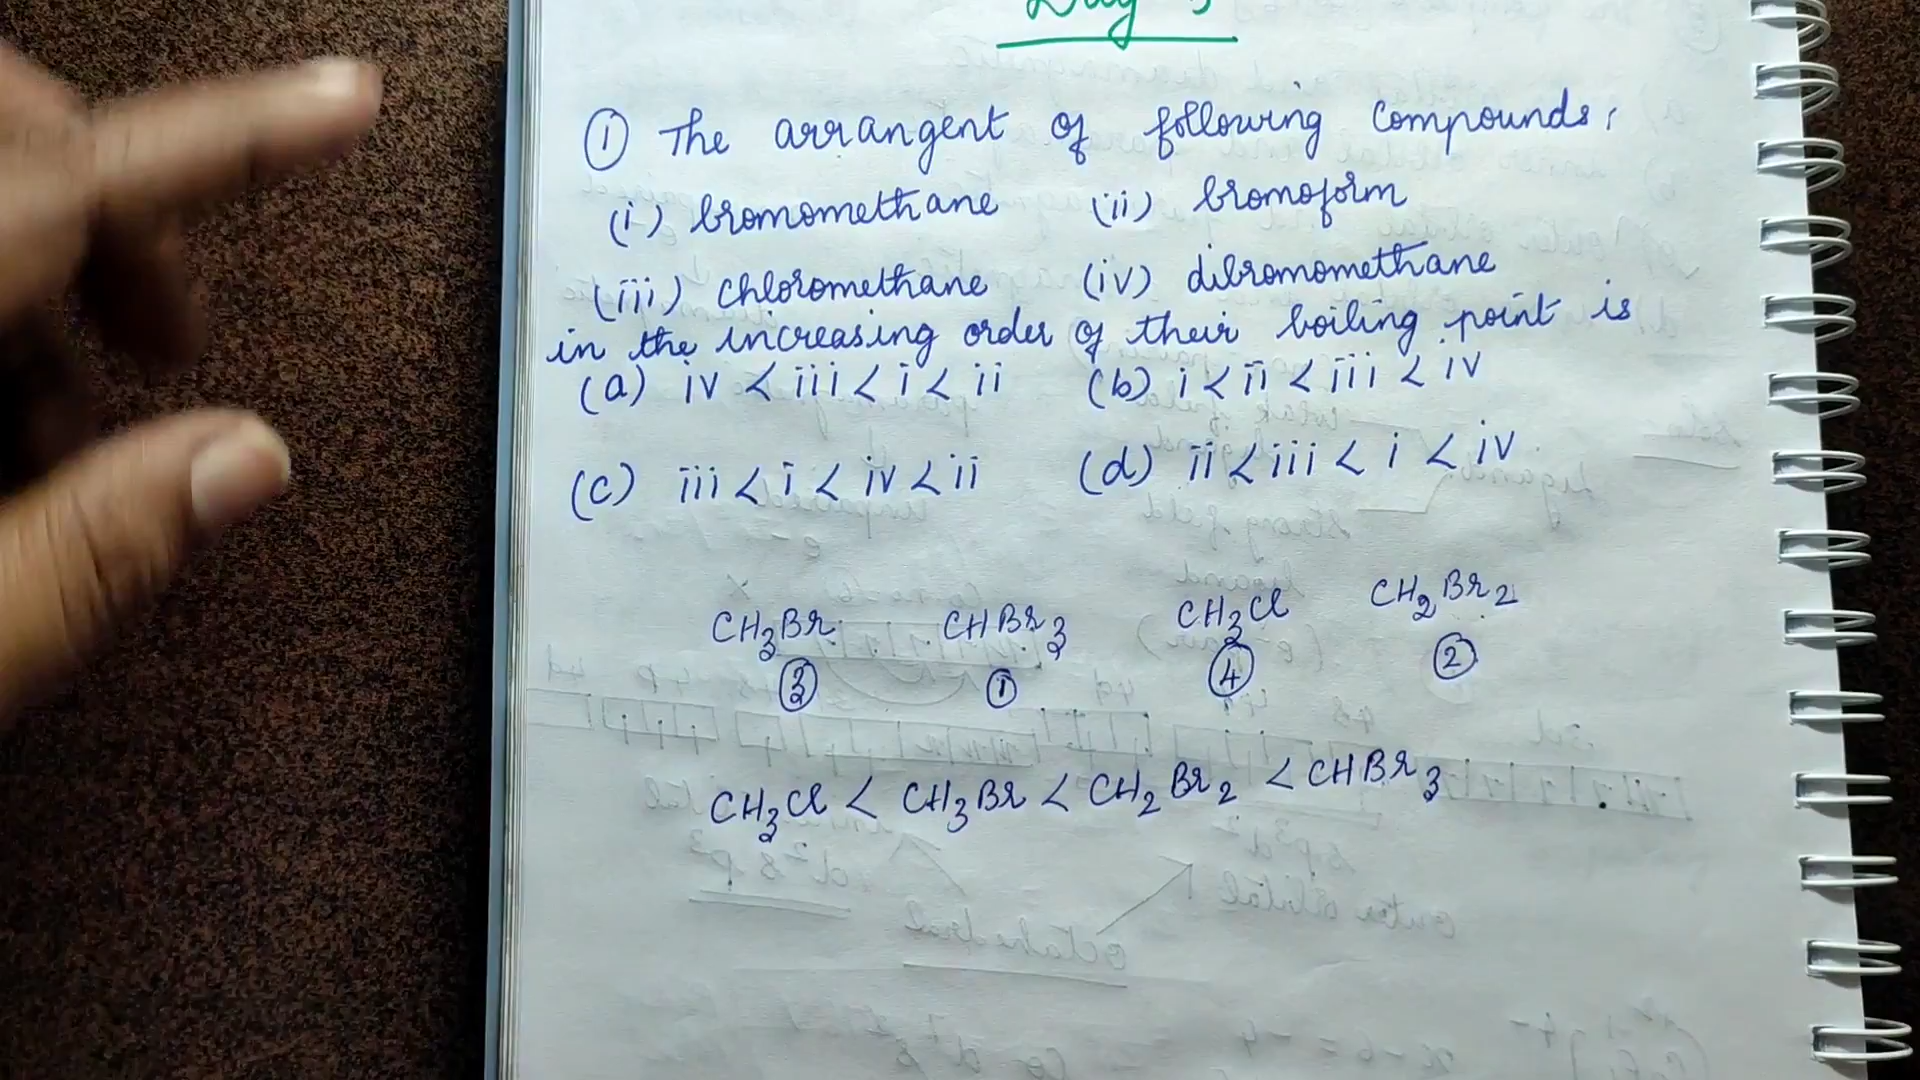 Day 5
① The arrangent of following compounds,
(i) bromomethane (ii) bromoform
(iii) chloromethane (iv) dibromomethane
in the increasing order of their boiling point is
(a) iv < iii < i < ii (b) i < ii < iii < iv
(c) iii < i < iv < ii (d) ii < iii < i < iv
CH3Br CHBr3 CH3Cl CH2Br2
③ ① ④ ②
CH3Cl < CH3Br < CH2Br2 < CHBr3